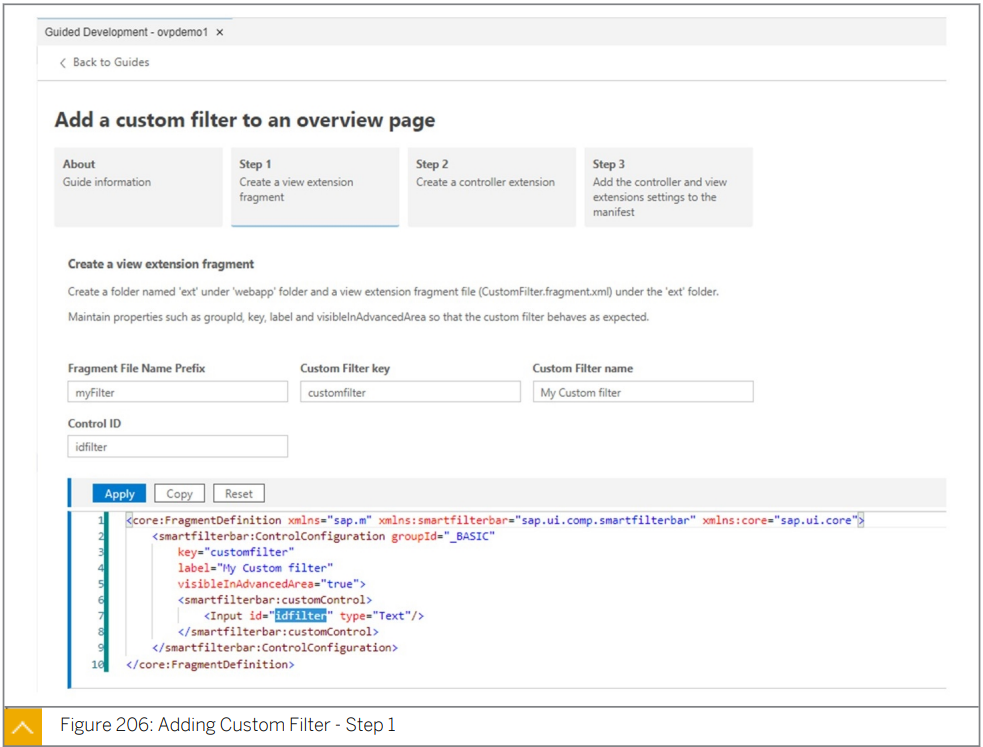 Guided Development - ovpdemo1 ×
< Back to Guides
Add a custom filter to an overview page
About
Guide information
Step 1
Create a view extension
fragment
Step 2
Create a controller extension
Step 3
Add the controller and view
extensions settings to the
manifest
Create a view extension fragment
Create a folder named 'ext' under 'webapp' folder and a view extension fragment file (CustomFilter.fragment.xml) under the 'ext' folder.
Maintain properties such as groupId, key, label and visibleInAdvancedArea so that the custom filter behaves as expected.
Fragment File Name Prefix
myFilter
Custom Filter key
customfilter
Custom Filter name
My Custom filter
Control ID
idfilter
Apply Copy Reset
1 <core:FragmentDefinition xmlns="sap.m" xmlns:smartfilterbar="sap.ui.comp.smartfilterbar" xmlns:core="sap.ui.core">
2 <smartfilterbar:ControlConfiguration groupId="_BASIC"
3 key="customfilter"
4 label="My Custom filter"
5 visibleInAdvancedArea="true">
6 <smartfilterbar:customControl>
7 <Input id="idfilter" type="Text"/>
8 </smartfilterbar:customControl>
9 </smartfilterbar:ControlConfiguration>
10 </core:FragmentDefinition>
Figure 206: Adding Custom Filter - Step 1